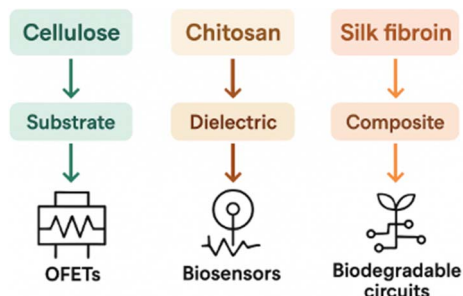 Cellulose
Chitosan
Silk fibroin
Substrate
Dielectric
Composite
OFETs
Biosensors
Biodegradable
circuits